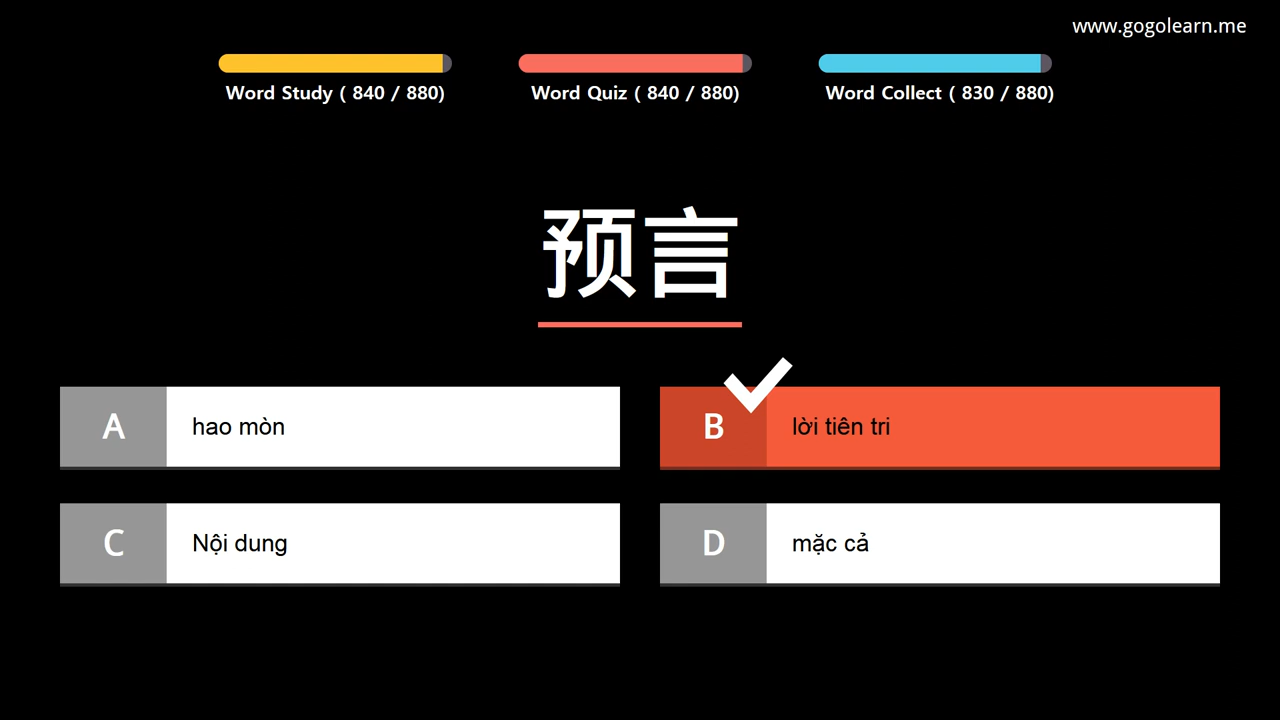 www.gogolearn.me
Word Study ( 840 / 880)
Word Quiz ( 840 / 880)
Word Collect ( 830 / 880)
预言
A
hao mòn
B
lời tiên tri
C
Nội dung
D
mặc cả